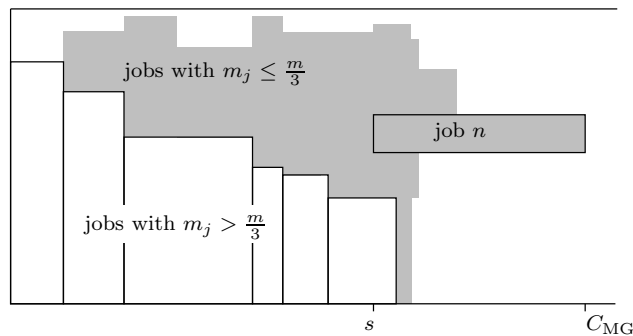 jobs with $m_j \leq \frac{m}{3}$
job $n$
jobs with $m_j > \frac{m}{3}$
$s$
$C_{\mathrm{MG}}$